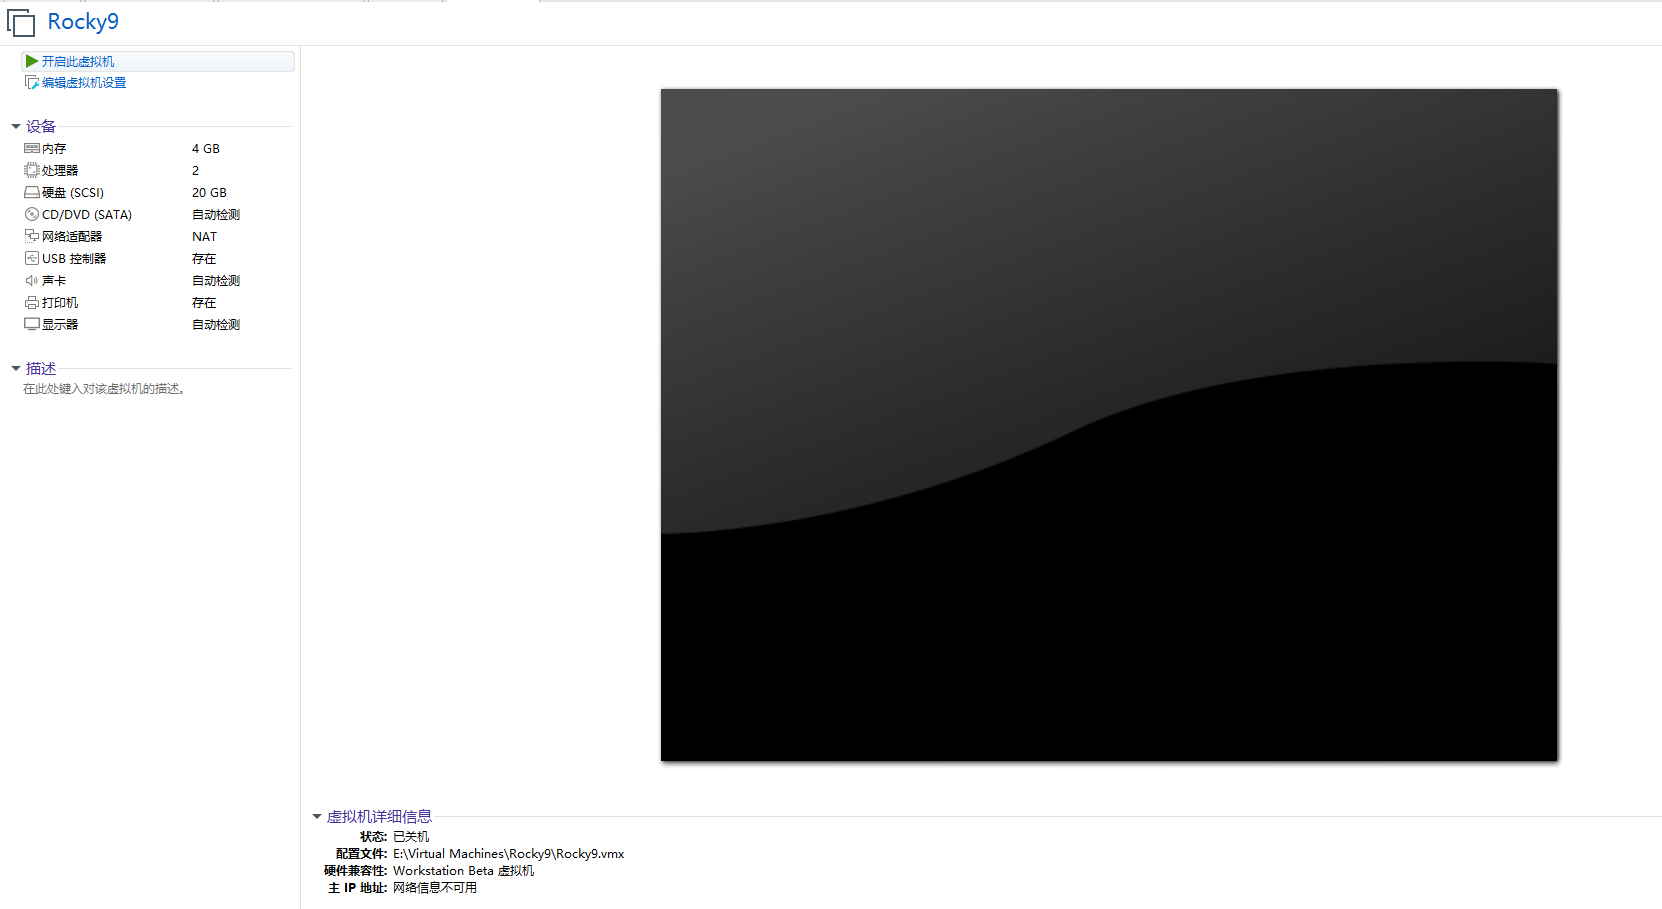 Rocky9
开启此虚拟机
编辑虚拟机设置
设备
内存 4 GB
处理器 2
硬盘 (SCSI) 20 GB
CD/DVD (SATA) 自动检测
网络适配器 NAT
USB 控制器 存在
声卡 自动检测
打印机 存在
显示器 自动检测
描述
在此处键入对该虚拟机的描述。
虚拟机详细信息
状态: 已关机
配置文件: E:\Virtual Machines\Rocky9\Rocky9.vmx
硬件兼容性: Workstation Beta 虚拟机
主 IP 地址: 网络信息不可用